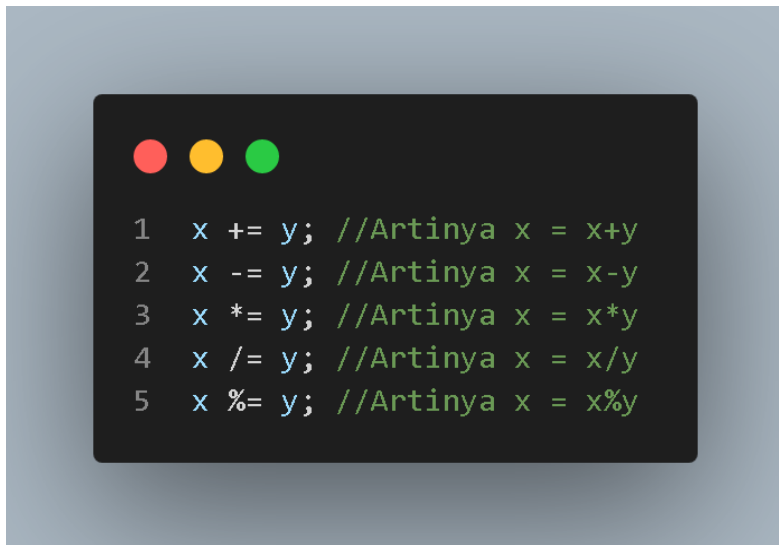 1 x += y; //Artinya x = x+y
2 x -= y; //Artinya x = x-y
3 x *= y; //Artinya x = x*y
4 x /= y; //Artinya x = x/y
5 x %= y; //Artinya x = x%y